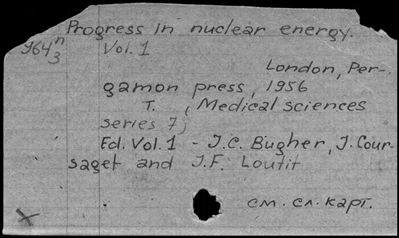 Progress in nuclear energy.
964ⁿ Vol. 1
3
London, Per-
gamon press, 1956
T. , Medical sciences
series 7)
Ed. Vol. 1 - J.C. Bugher, J. Cour-
saget and J.F. Loutit
см. сл. карт.
X